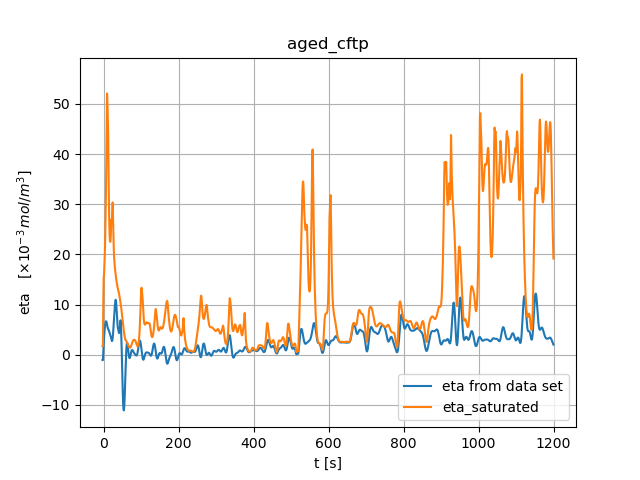 aged_cftp
eta [×10⁻³ mol/m³]
50
40
30
20
10
0
−10
0 200 400 600 800 1000 1200
t [s]
eta from data set
eta_saturated